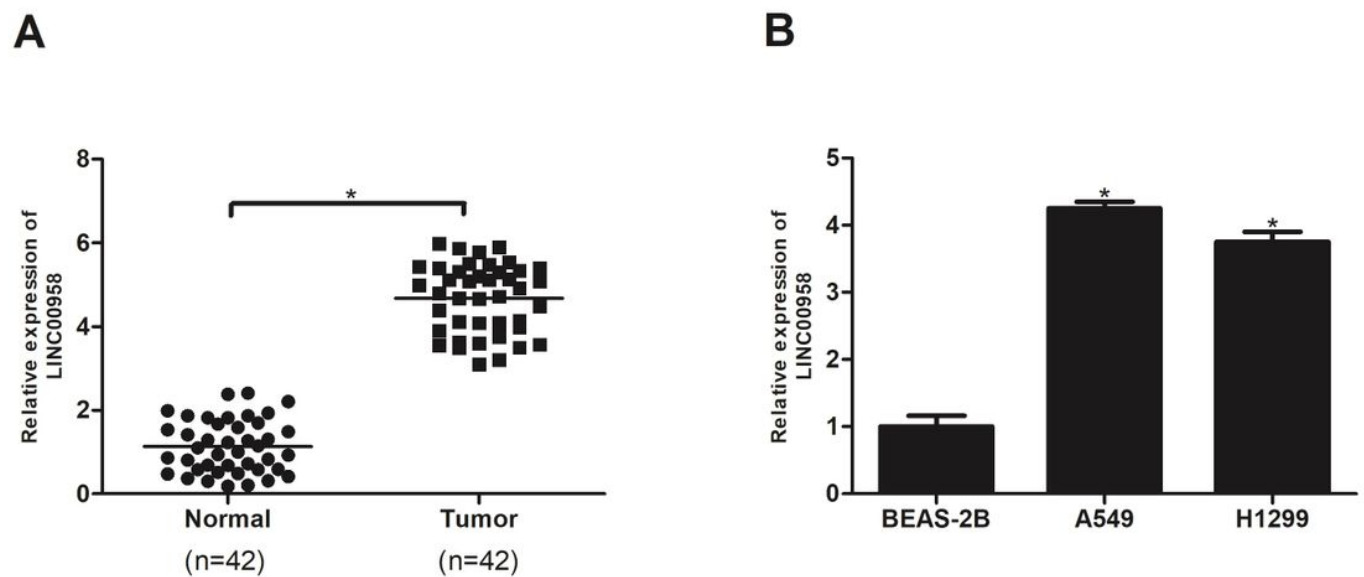 A
Relative expression of
LINC00958
8
6
4
2
0
*
Normal
Tumor
(n=42)
(n=42)
B
Relative expression of
LINC00958
5
4
3
2
1
0
*
*
BEAS-2B
A549
H1299